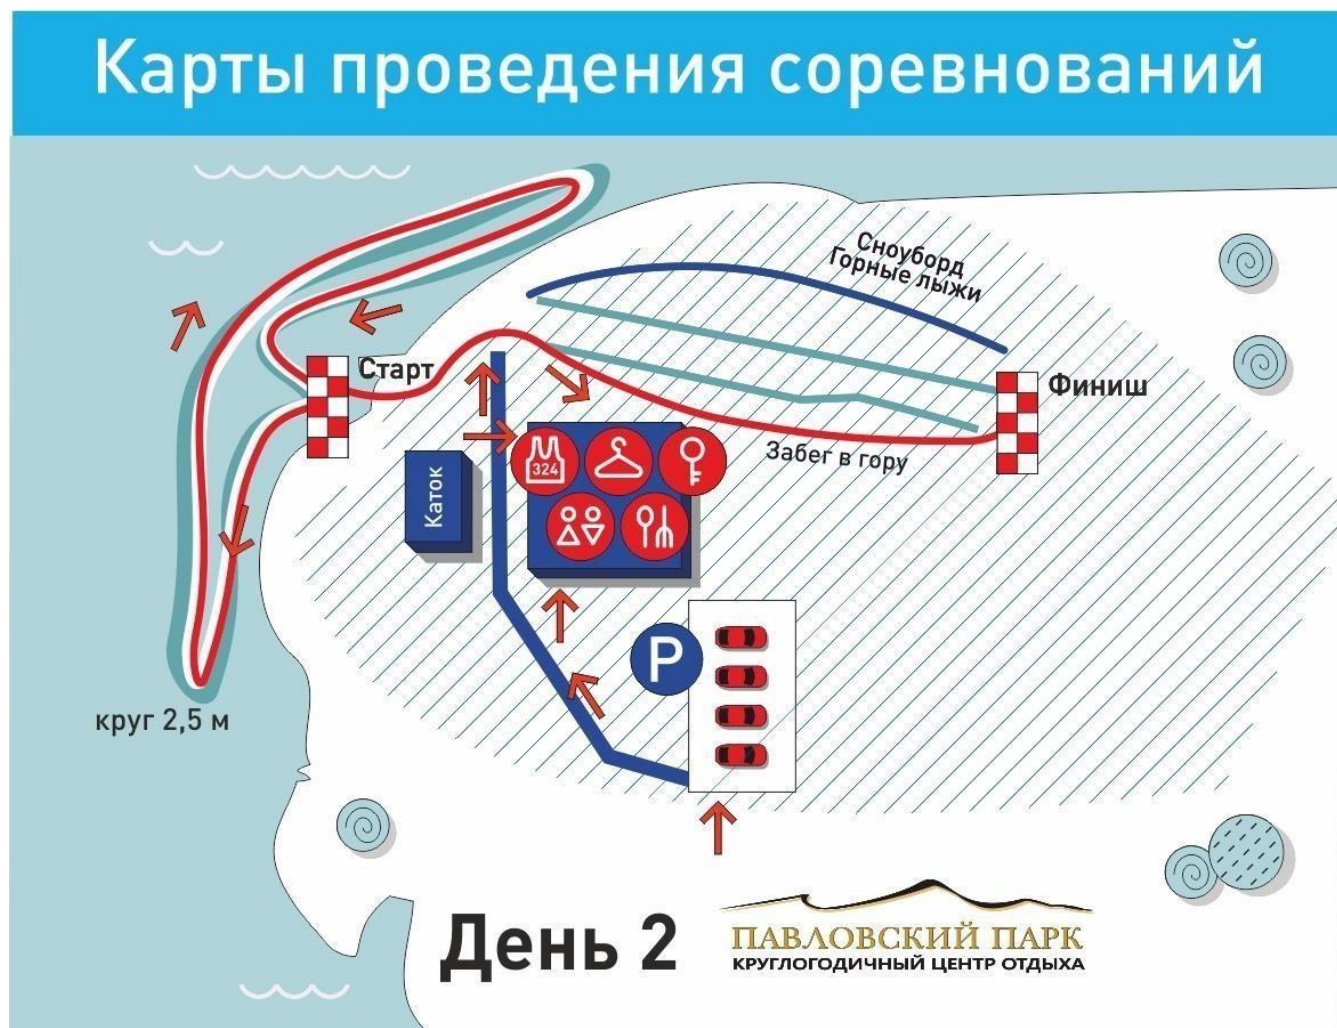 Карты проведения соревнований
Сноуборд
Горные лыжи
Старт
Финиш
Забег в гору
324
Каток
P
круг 2,5 м
День 2
ПАВЛОВСКИЙ ПАРК
КРУГЛОГОДИЧНЫЙ ЦЕНТР ОТДЫХА